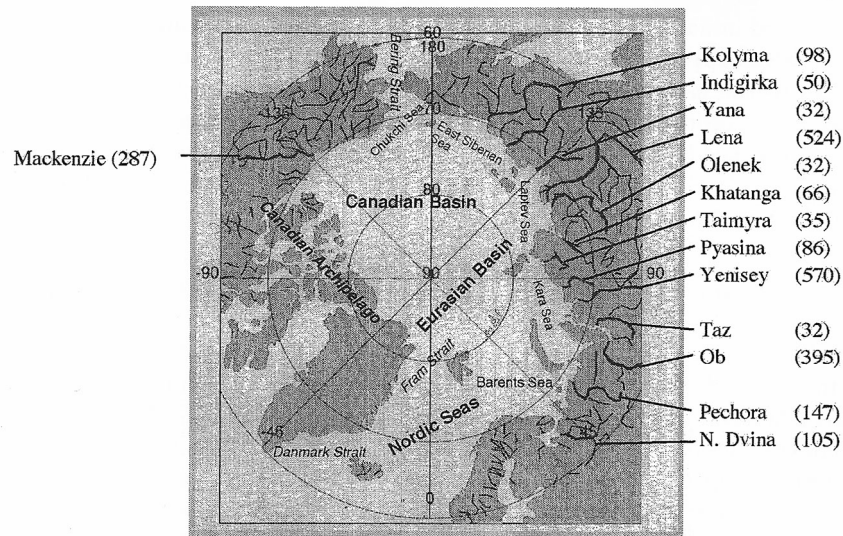 60
180
Bering Strait
-135
70
135
Chukchi Sea
East Siberian Sea
Laptev Sea
80
Canadian Basin
Canadian Archipelago
-90
90
90
Eurasian Basin
Kara Sea
Fram Strait
Barents Sea
Nordic Seas
-45
45
Danmark Strait
0
Mackenzie (287)
Kolyma (98)
Indigirka (50)
Yana (32)
Lena (524)
Olenek (32)
Khatanga (66)
Taimyra (35)
Pyasina (86)
Yenisey (570)
Taz (32)
Ob (395)
Pechora (147)
N. Dvina (105)